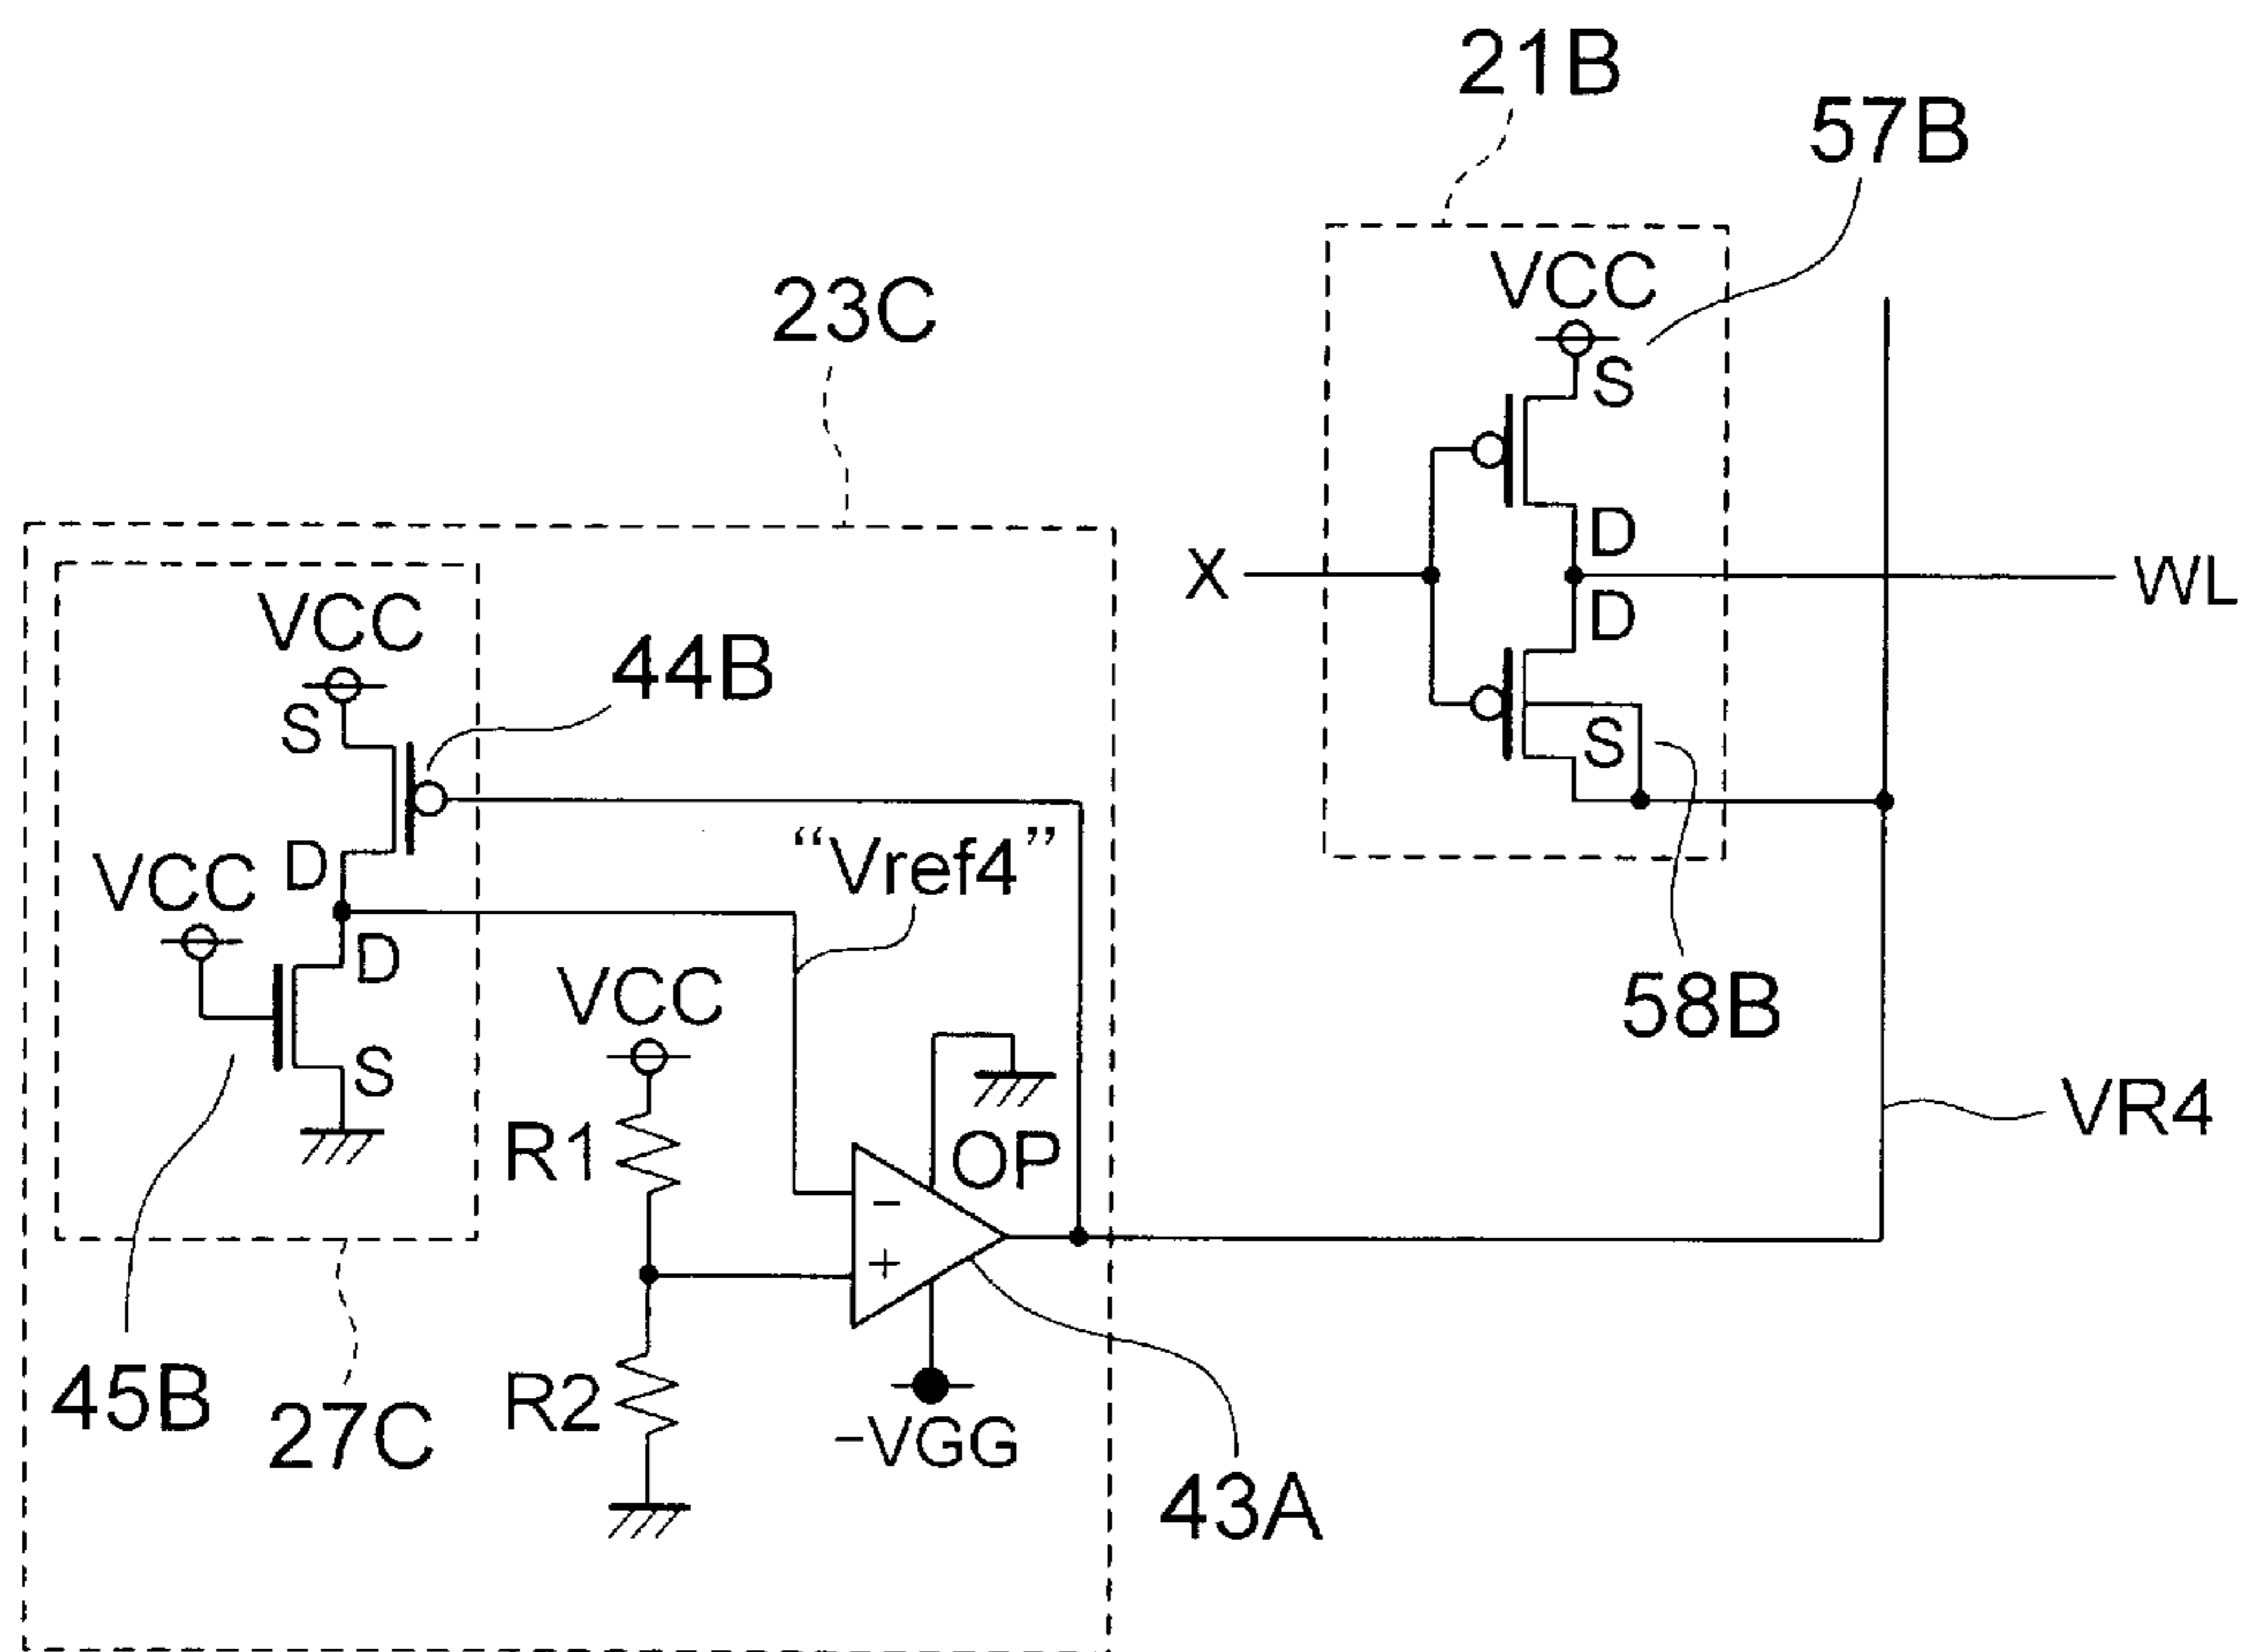 21B
57B
23C
VCC
S
D
X
WL
D
S
VCC
44B
S
"Vref4"
VCC
D
D
58B
VCC
S
OP
VR4
R1
−
+
45B
R2
27C
−VGG
43A